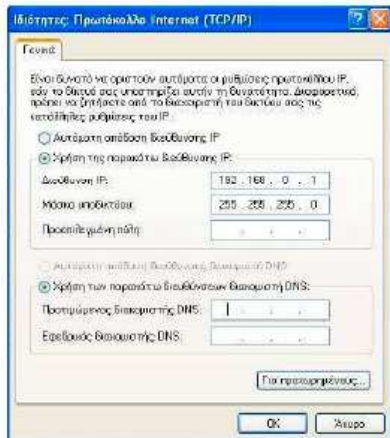 Ιδιότητες: Πρωτόκολλο Internet (TCP/IP)
Γενικά
Είναι δυνατό να οριστούν αυτόματα οι ρυθμίσεις πρωτοκόλλου IP,
εάν το δίκτυό σας υποστηρίζει αυτήν τη δυνατότητα. Διαφορετικά,
πρέπει να ζητήσετε από το διαχειριστή του δικτύου σας τις
κατάλληλες ρυθμίσεις του IP.
Αυτόματη απόδοση διεύθυνσης IP
Χρήση της παρακάτω διεύθυνσης IP:
Διεύθυνση IP: 192 . 168 . 0 . 1
Μάσκα υποδικτύου: 255 . 255 . 255 . 0
Προεπιλεγμένη πύλη: . . .
Αυτόματη απόδοση διεύθυνσης διακομιστή DNS
Χρήση των παρακάτω διευθύνσεων διακομιστή DNS:
Προτιμώμενος διακομιστής DNS: . . .
Εφεδρικός διακομιστής DNS: . . .
Για προχωρημένους...
OK Άκυρο